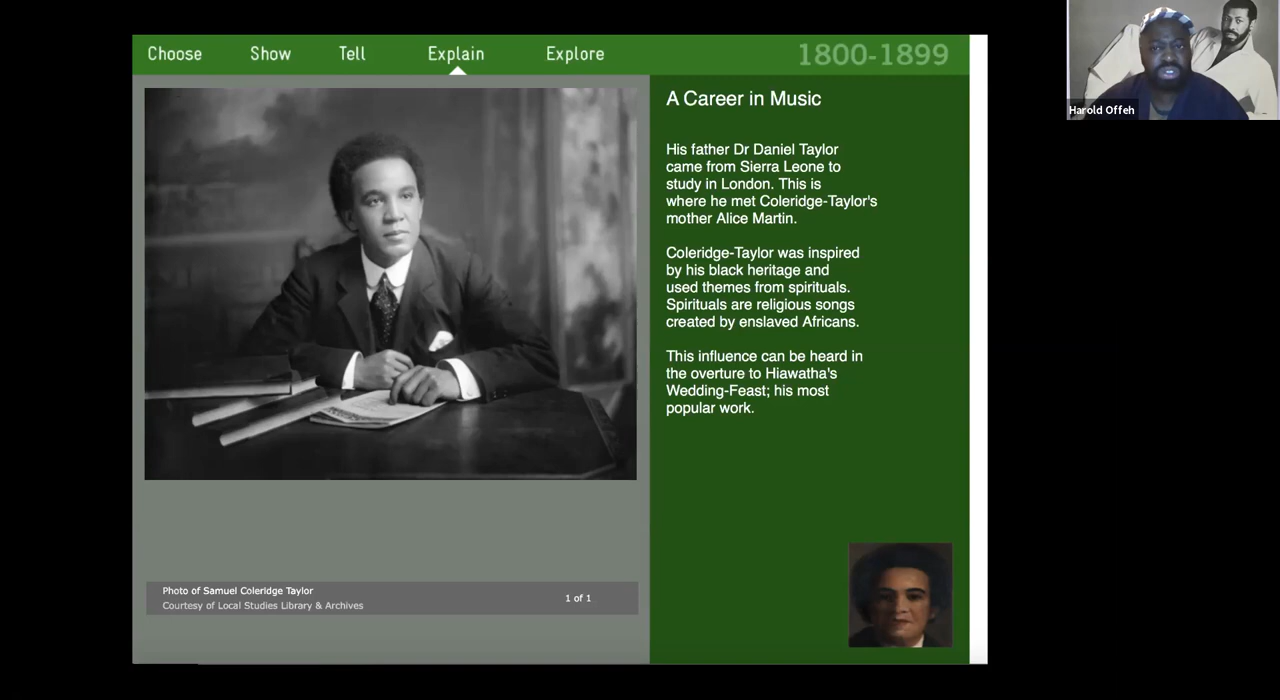 Choose Show Tell Explain Explore 1800-1899
A Career in Music
His father Dr Daniel Taylor
came from Sierra Leone to
study in London. This is
where he met Coleridge-Taylor's
mother Alice Martin.
Coleridge-Taylor was inspired
by his black heritage and
used themes from spirituals.
Spirituals are religious songs
created by enslaved Africans.
This influence can be heard in
the overture to Hiawatha's
Wedding-Feast; his most
popular work.
Photo of Samuel Coleridge Taylor
Courtesy of Local Studies Library & Archives
1 of 1
Harold Offeh